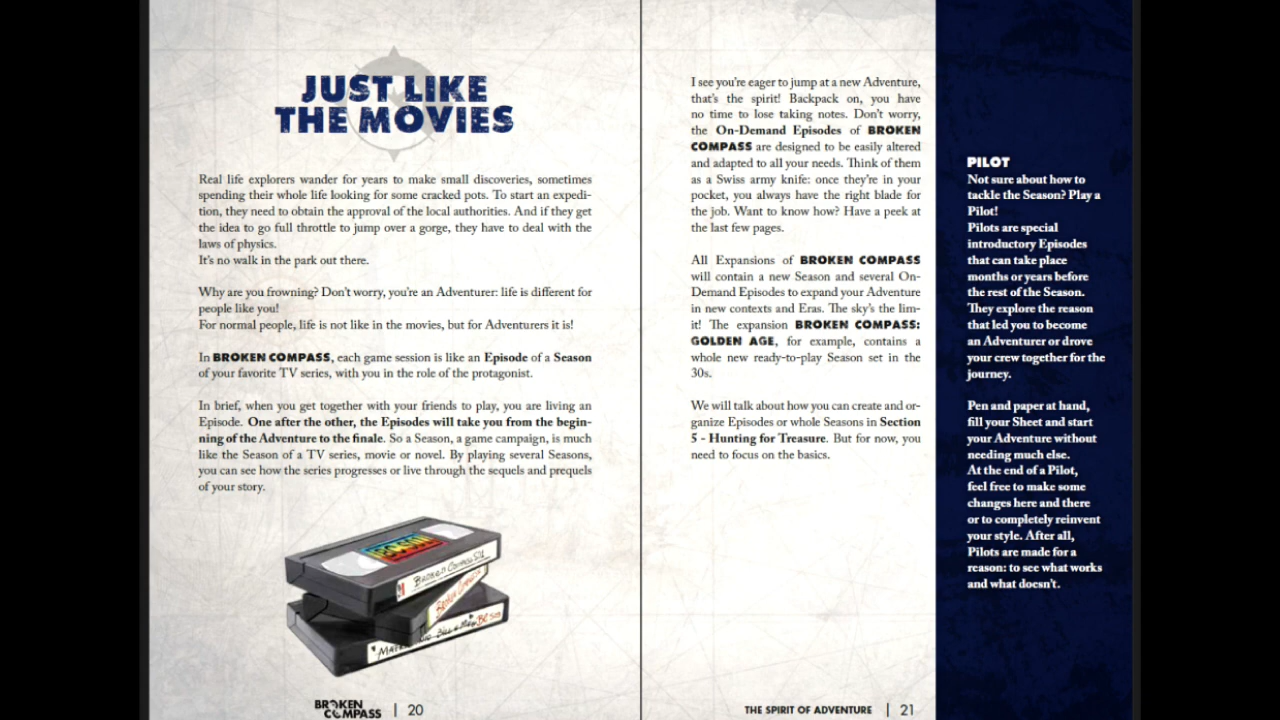 JUST LIKE
THE MOVIES
Real life explorers wander for years to make small discoveries, sometimes
spending their whole life looking for some cracked pots. To start an expedi-
tion, they need to obtain the approval of the local authorities. And if they get
the idea to go full throttle to jump over a gorge, they have to deal with the
laws of physics.
It's no walk in the park out there.
Why are you frowning? Don't worry, you're an Adventurer: life is different for
people like you!
For normal people, life is not like in the movies, but for Adventurers it is!
In BROKEN COMPASS, each game session is like an Episode of a Season
of your favorite TV series, with you in the role of the protagonist.
In brief, when you get together with your friends to play, you are living an
Episode. One after the other, the Episodes will take you from the begin-
ning of the Adventure to the finale. So a Season, a game campaign, is much
like the Season of a TV series, movie or novel. By playing several Seasons,
you can see how the series progresses or live through the sequels and prequels
of your story.
Broken Compass
Broken Compass
BROKEN
COMPASS | 20
I see you're eager to jump at a new Adventure,
that's the spirit! Backpack on, you have
no time to lose taking notes. Don't worry,
the On-Demand Episodes of BROKEN
COMPASS are designed to be easily altered
and adapted to all your needs. Think of them
as a Swiss army knife: once they're in your
pocket, you always have the right blade for
the job. Want to know how? Have a peek at
the last few pages.
All Expansions of BROKEN COMPASS
will contain a new Season and several On-
Demand Episodes to expand your Adventure
in new contexts and Eras. The sky's the lim-
it! The expansion BROKEN COMPASS:
GOLDEN AGE, for example, contains a
whole new ready-to-play Season set in the
30s.
We will talk about how you can create and or-
ganize Episodes or whole Seasons in Section
5 - Hunting for Treasure. But for now, you
need to focus on the basics.
THE SPIRIT OF ADVENTURE | 21
PILOT
Not sure about how to
tackle the Season? Play a
Pilot!
Pilots are special
introductory Episodes
that can take place
months or years before
the rest of the Season.
They explore the reason
that led you to become
an Adventurer or drove
your crew together for the
journey.
Pen and paper at hand,
fill your Sheet and start
your Adventure without
needing much else.
At the end of a Pilot,
feel free to make some
changes here and there
or to completely reinvent
your style. After all,
Pilots are made for a
reason: to see what works
and what doesn't.